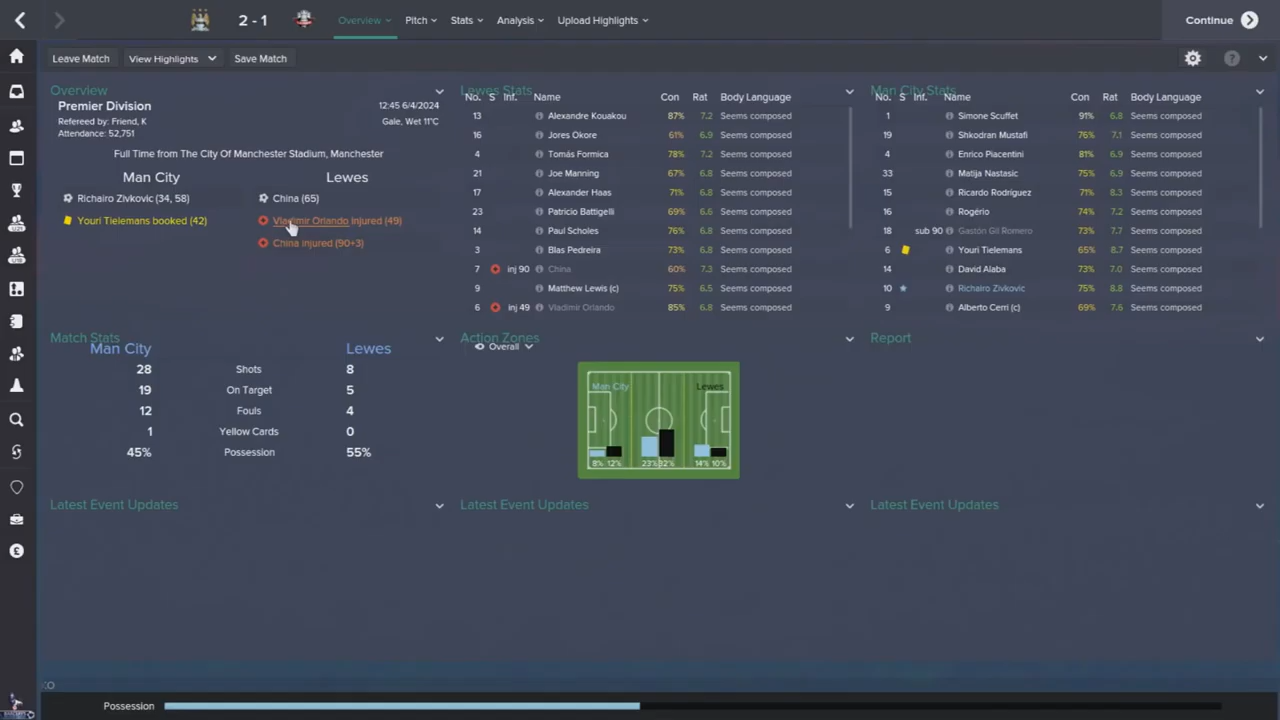 2 - 1
Overview
Pitch
Stats
Analysis
Upload Highlights
Continue
Leave Match
View Highlights
Save Match
Overview
Premier Division
12:45 6/4/2024
Refereed by: Friend, K
Gale, Wet 11°C
Attendance: 52,751
Full Time from The City Of Manchester Stadium, Manchester
Man City
Lewes
Richairo Zivkovic (34, 58)
China (65)
Youri Tielemans booked (42)
Vladimir Orlando injured (49)
China injured (90+3)
Lewes Stats
No. S Inf. Name Con Rat Body Language
13 Alexandre Kouakou 87% 7.2 Seems composed
16 Jores Okore 61% 6.9 Seems composed
4 Tomás Formica 78% 7.2 Seems composed
21 Joe Manning 67% 6.8 Seems composed
17 Alexander Haas 71% 6.8 Seems composed
23 Patricio Battigelli 69% 6.6 Seems composed
14 Paul Scholes 76% 6.8 Seems composed
3 Blas Pedreira 73% 6.8 Seems composed
7 inj 90 China 60% 7.3 Seems composed
9 Matthew Lewis (c) 75% 6.5 Seems composed
6 inj 49 Vladimir Orlando 85% 6.8 Seems composed
Man City Stats
No. S Inf. Name Con Rat Body Language
1 Simone Scuffet 91% 6.8 Seems composed
19 Shkodran Mustafi 76% 7.1 Seems composed
4 Enrico Piacentini 81% 6.9 Seems composed
33 Matija Nastasic 75% 6.9 Seems composed
15 Ricardo Rodríguez 71% 8.3 Seems composed
16 Rogério 74% 7.2 Seems composed
18 sub 90 Gastón Gil Romero 73% 7.7 Seems composed
6 Youri Tielemans 65% 8.7 Seems composed
14 David Alaba 73% 7.0 Seems composed
10 Richairo Zivkovic 75% 8.8 Seems composed
9 Alberto Cerri (c) 69% 7.6 Seems composed
Match Stats
Man City Lewes
28 Shots 8
19 On Target 5
12 Fouls 4
1 Yellow Cards 0
45% Possession 55%
Action Zones
Overall
Man City Lewes
8% 12% 23% 32% 14% 10%
Report
Latest Event Updates
Latest Event Updates
Latest Event Updates
KO
Possession